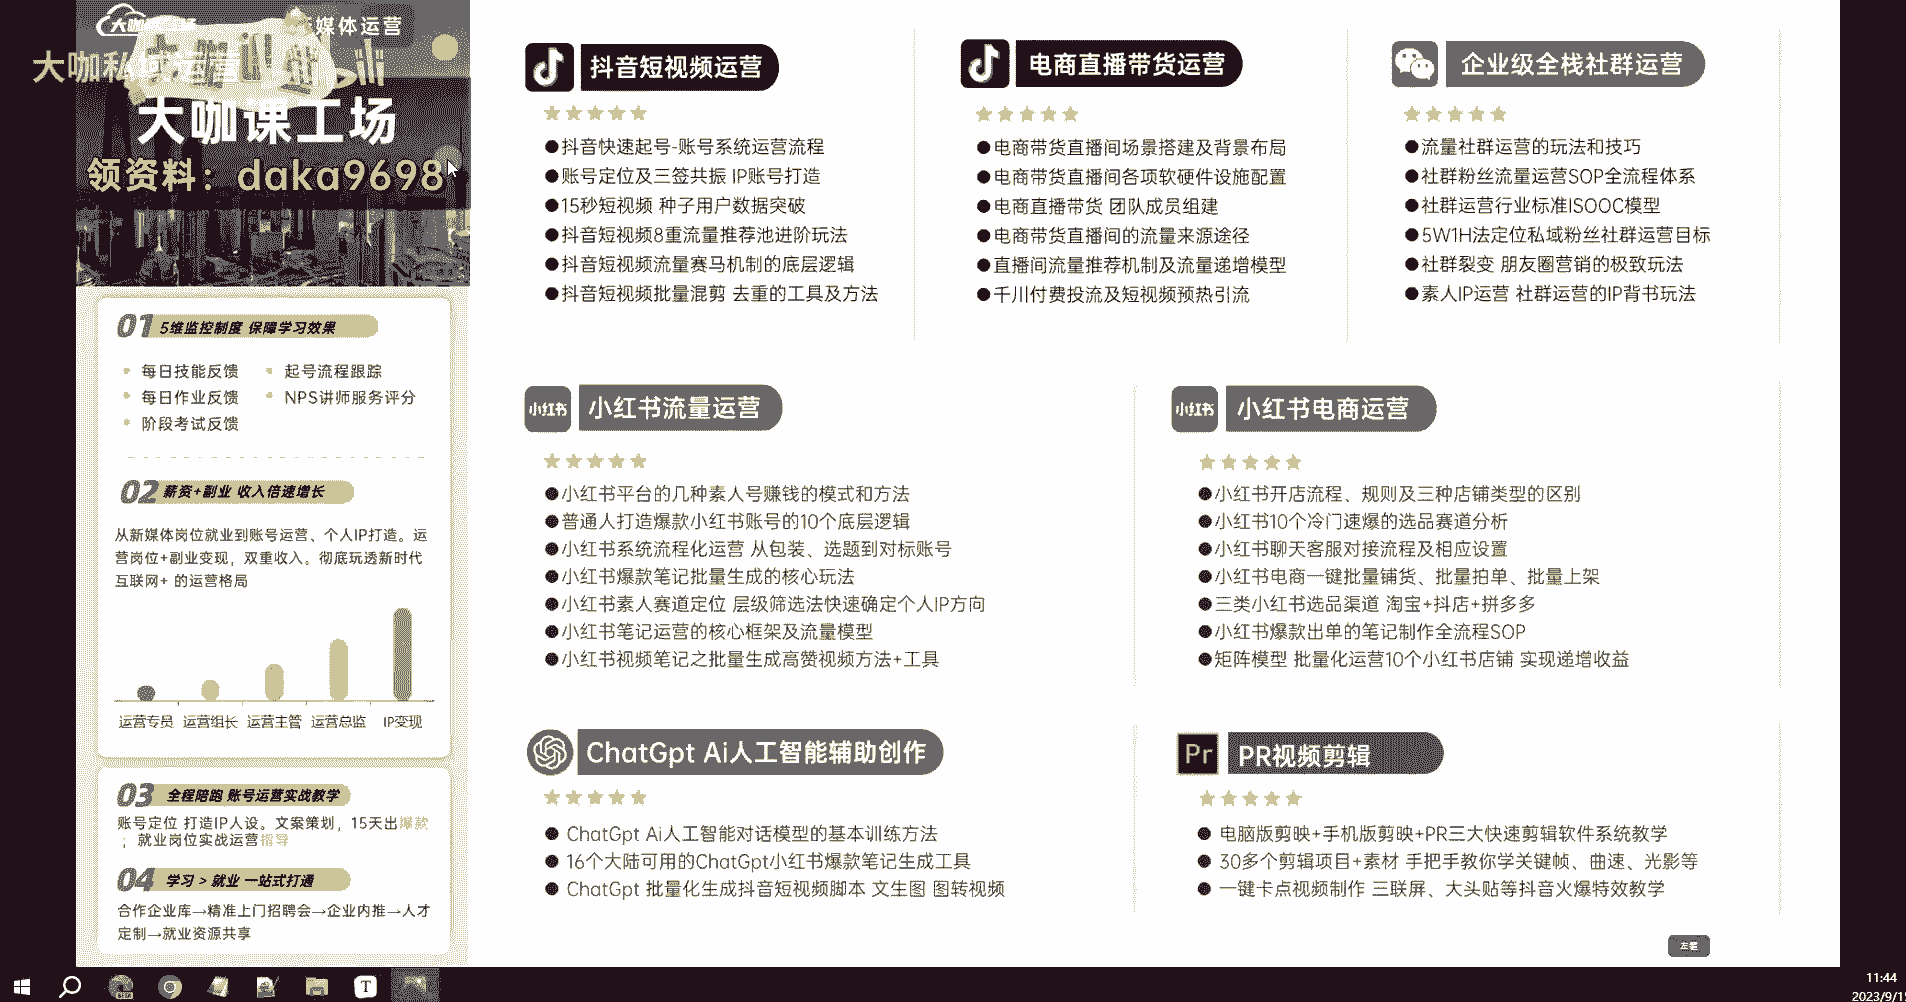 新媒体运营
大咖私域运营
大咖课工场
领资料：daka9698
01 5维监控制度 保障学习效果
每日技能反馈 起号流程跟踪
每日作业反馈 NPS讲师服务评分
阶段考试反馈
02 薪资+副业 收入倍速增长
从新媒体岗位就业到账号运营、个人IP打造。运
营岗位+副业变现，双重收入。彻底玩透新时代
互联网+ 的运营格局
运营专员 运营组长 运营主管 运营总监 IP变现
03 全程陪跑 账号运营实战教学
账号定位 打造IP人设。文案策划，15天出爆款
；就业岗位实战运营指导
04 学习 > 就业 一站式打通
合作企业库→精准上门招聘会→企业内推→人才
定制→就业资源共享
抖音短视频运营
●抖音快速起号-账号系统运营流程
●账号定位及三签共振 IP账号打造
●15秒短视频 种子用户数据突破
●抖音短视频8重流量推荐池进阶玩法
●抖音短视频流量赛马机制的底层逻辑
●抖音短视频批量混剪 去重的工具及方法
电商直播带货运营
●电商带货直播间场景搭建及背景布局
●电商带货直播间各项软硬件设施配置
●电商直播带货 团队成员组建
●电商带货直播间的流量来源途径
●直播间流量推荐机制及流量递增模型
●千川付费投流及短视频预热引流
企业级全栈社群运营
●流量社群运营的玩法和技巧
●社群粉丝流量运营SOP全流程体系
●社群运营行业标准ISOOC模型
●5W1H法定位私域粉丝社群运营目标
●社群裂变 朋友圈营销的极致玩法
●素人IP运营 社群运营的IP背书玩法
小红书 小红书流量运营
●小红书平台的几种素人号赚钱的模式和方法
●普通人打造爆款小红书账号的10个底层逻辑
●小红书系统流程化运营 从包装、选题到对标账号
●小红书爆款笔记批量生成的核心玩法
●小红书素人赛道定位 层级筛选法快速确定个人IP方向
●小红书笔记运营的核心框架及流量模型
●小红书视频笔记之批量生成高赞视频方法+工具
小红书 小红书电商运营
●小红书开店流程、规则及三种店铺类型的区别
●小红书10个冷门速爆的选品赛道分析
●小红书聊天客服对接流程及相应设置
●小红书电商一键批量铺货、批量拍单、批量上架
●三类小红书选品渠道 淘宝+抖店+拼多多
●小红书爆款出单的笔记制作全流程SOP
●矩阵模型 批量化运营10个小红书店铺 实现递增收益
ChatGpt Ai人工智能辅助创作
● ChatGpt Ai人工智能对话模型的基本训练方法
● 16个大陆可用的ChatGpt小红书爆款笔记生成工具
● ChatGpt 批量化生成抖音短视频脚本 文生图 图转视频
Pr PR视频剪辑
● 电脑版剪映+手机版剪映+PR三大快速剪辑软件系统教学
● 30多个剪辑项目+素材 手把手教你学关键帧、曲速、光影等
● 一键卡点视频制作 三联屏、大头贴等抖音火爆特效教学
11:44
2023/9/15